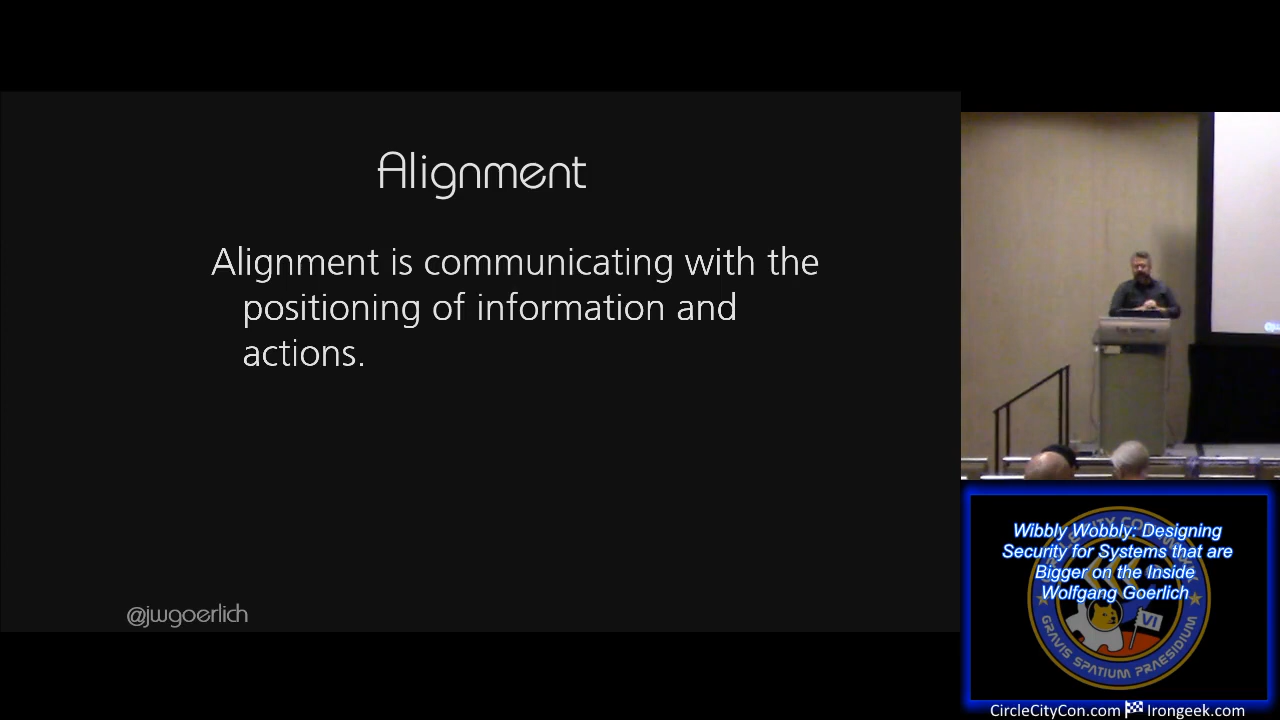 Alignment
Alignment is communicating with the
positioning of information and
actions.
@jwgoerlich
Wibbly Wobbly: Designing
Security for Systems that are
Bigger on the Inside
Wolfgang Goerlich
VI
GRAVIS SPATIUM PRAESIDIUM
CircleCityCon.com Irongeek.com